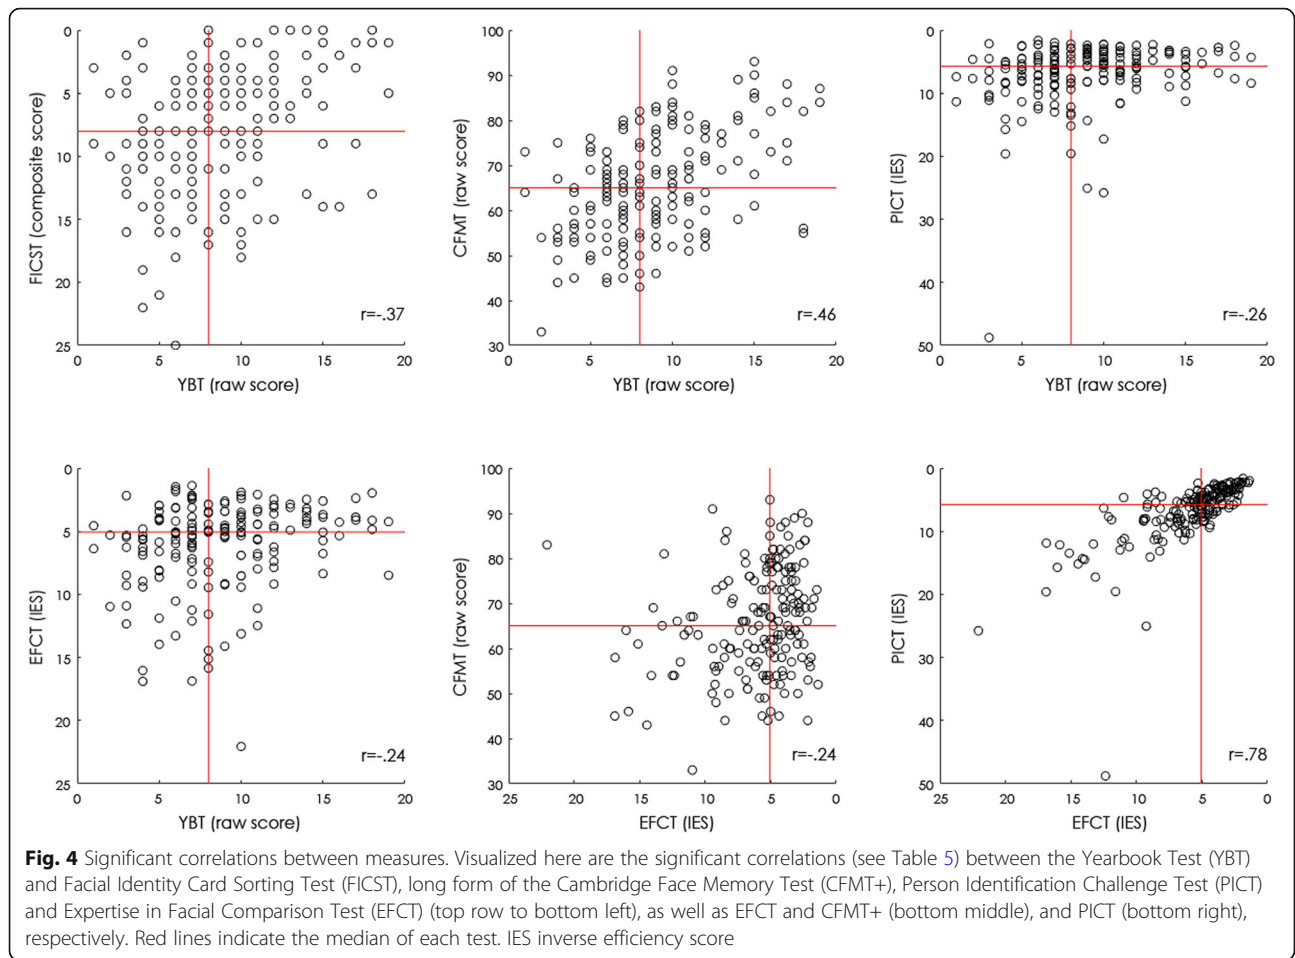 0
5
10
15
20
25
FICST (composite score)
0 5 10 15 20
YBT (raw score)
r=-.37
100
90
80
70
60
50
40
30
CFMT (raw score)
0 5 10 15 20
YBT (raw score)
r=.46
0
10
20
30
40
50
PICT (IES)
0 5 10 15 20
YBT (raw score)
r=-.26
0
5
10
15
20
25
EFCT (IES)
0 5 10 15 20
YBT (raw score)
r=-.24
100
90
80
70
60
50
40
30
CFMT (raw score)
25 20 15 10 5 0
EFCT (IES)
r=-.24
0
10
20
30
40
50
PICT (IES)
25 20 15 10 5 0
EFCT (IES)
r=.78
Fig. 4 Significant correlations between measures. Visualized here are the significant correlations (see Table 5) between the Yearbook Test (YBT)
and Facial Identity Card Sorting Test (FICST), long form of the Cambridge Face Memory Test (CFMT+), Person Identification Challenge Test (PICT)
and Expertise in Facial Comparison Test (EFCT) (top row to bottom left), as well as EFCT and CFMT+ (bottom middle), and PICT (bottom right),
respectively. Red lines indicate the median of each test. IES inverse efficiency score